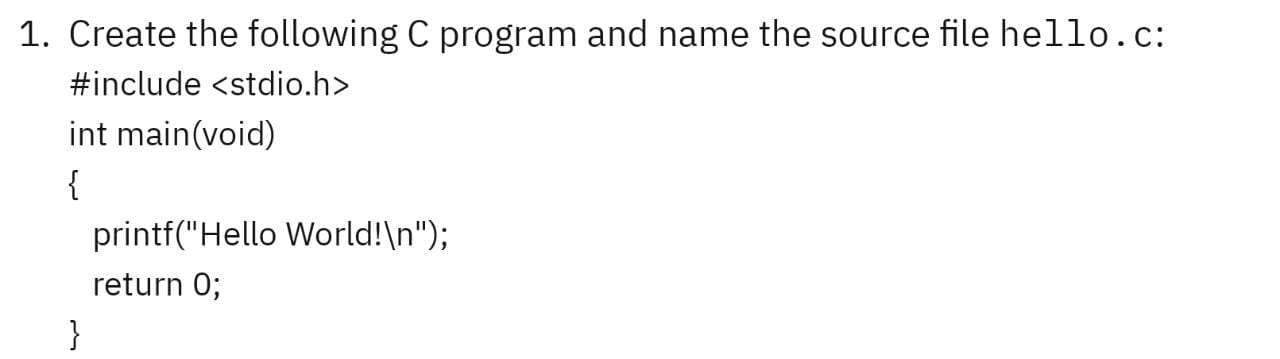 1. Create the following C program and name the source file hello.c:
#include <stdio.h>
int main(void)
{
printf("Hello World!\n");
return 0;
}